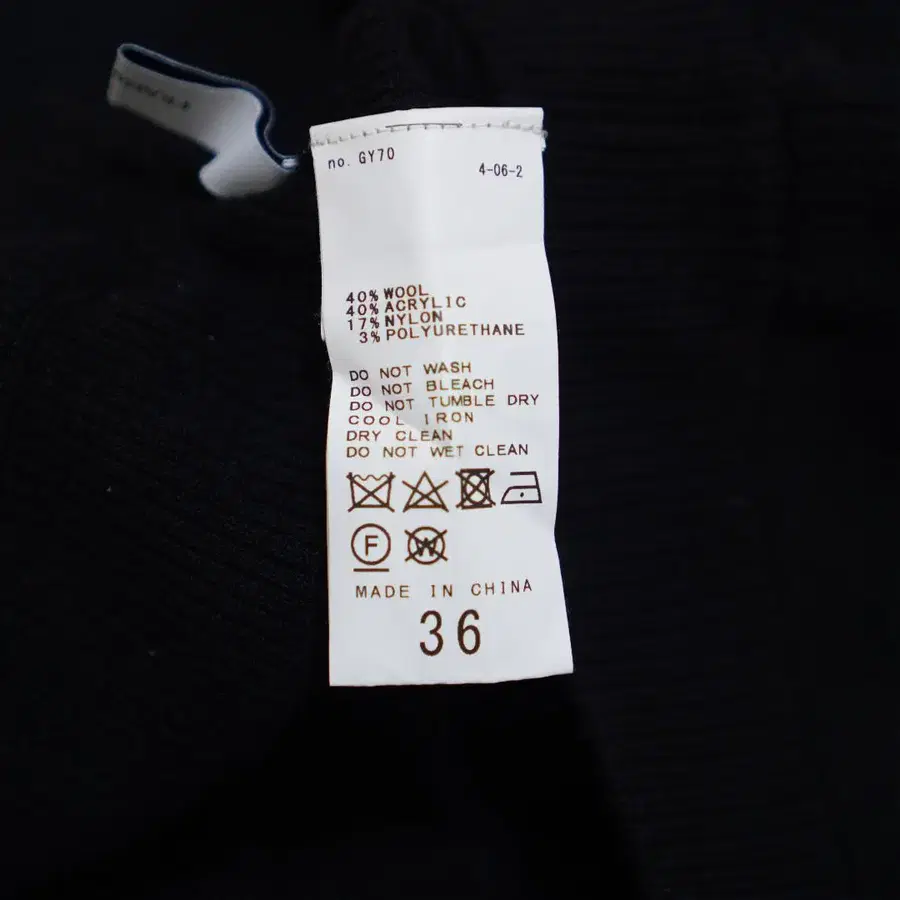 no. GY70
4-06-2
40% WOOL
40% ACRYLIC
17% NYLON
3% POLYURETHANE
DO NOT WASH
DO NOT BLEACH
DO NOT TUMBLE DRY
COOL IRON
DRY CLEAN
DO NOT WET CLEAN
F W
MADE IN CHINA
36